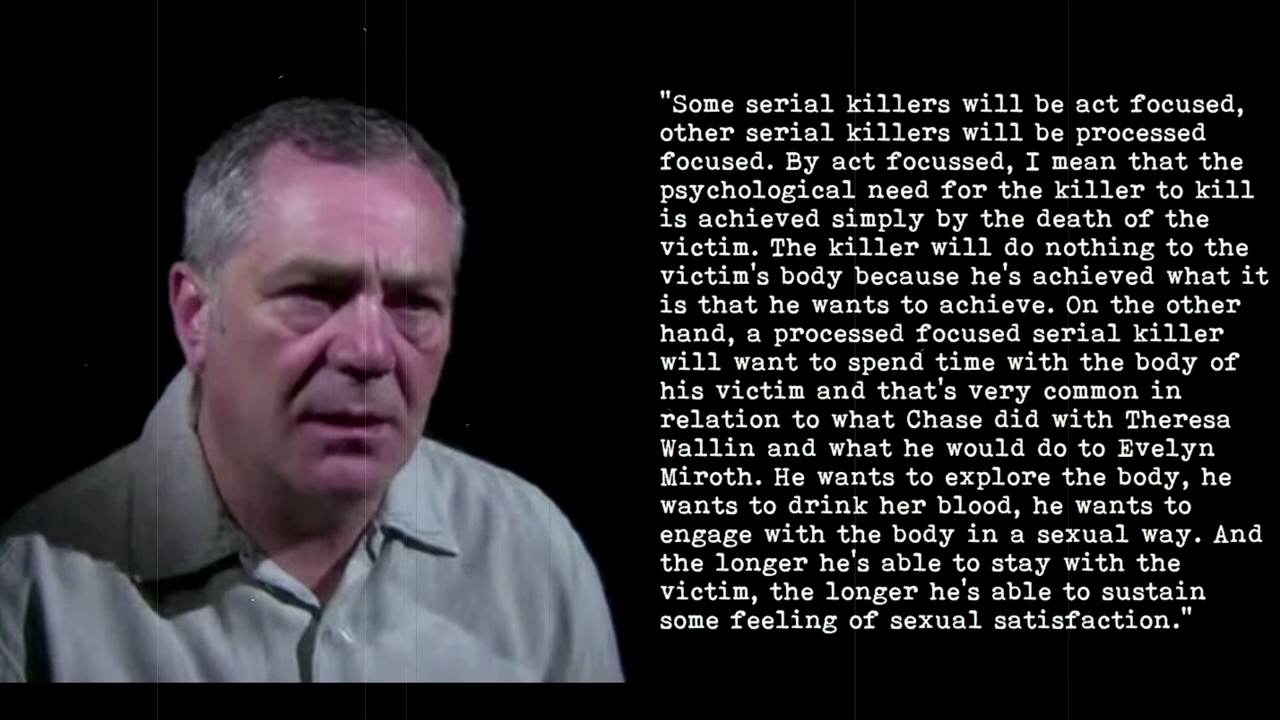 "Some serial killers will be act focused,
other serial killers will be processed
focused. By act focussed, I mean that the
psychological need for the killer to kill
is achieved simply by the death of the
victim. The killer will do nothing to the
victim's body because he's achieved what it
is that he wants to achieve. On the other
hand, a processed focused serial killer
will want to spend time with the body of
his victim and that's very common in
relation to what Chase did with Theresa
Wallin and what he would do to Evelyn
Miroth. He wants to explore the body, he
wants to drink her blood, he wants to
engage with the body in a sexual way. And
the longer he's able to stay with the
victim, the longer he's able to sustain
some feeling of sexual satisfaction."